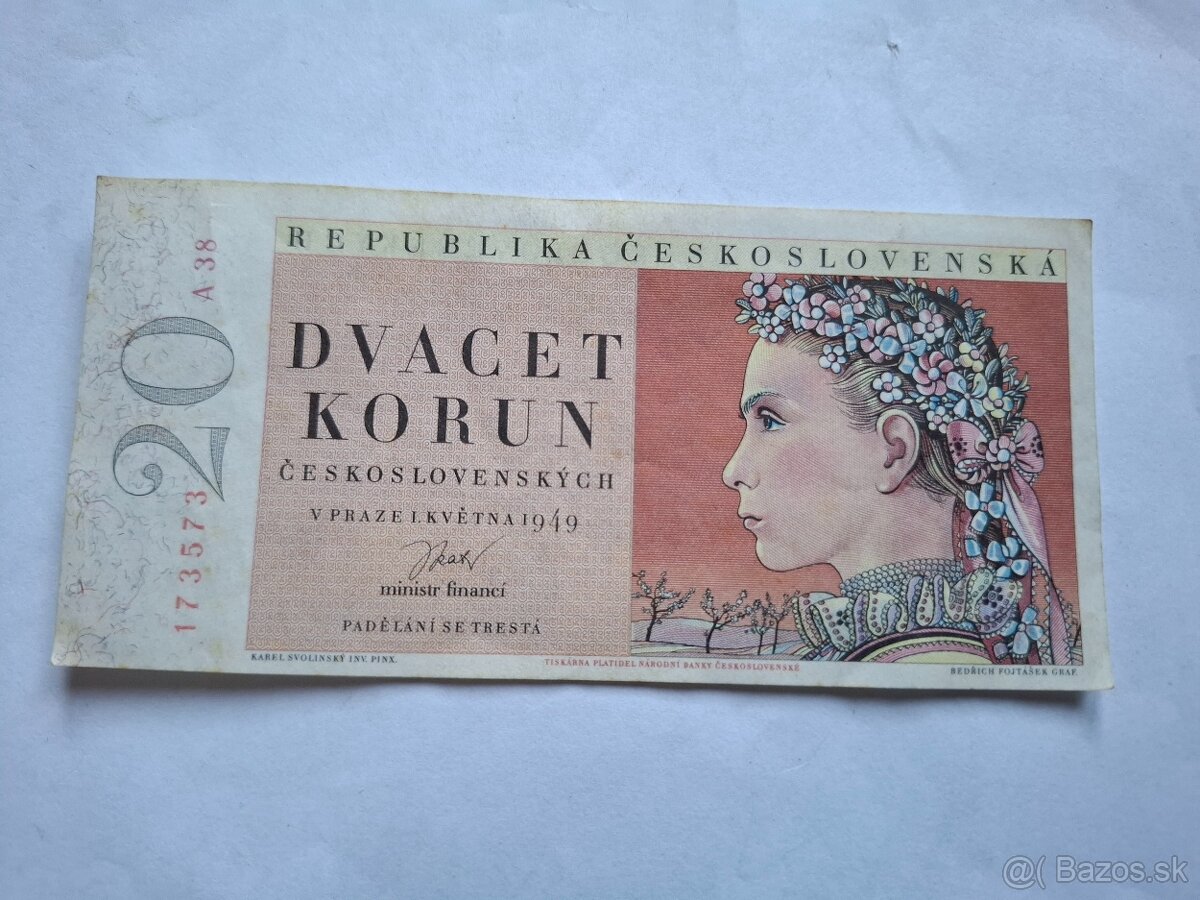 REPUBLIKA ČESKOSLOVENSKÁ
A 38
20
173573
DVACET
KORUN
ČESKOSLOVENSKÝCH
V PRAZE 1. KVĚTNA 1949
ministr financí
PADĚLÁNÍ SE TRESTÁ
KAREL SVOLINSKÝ INV. PINX.
TISKÁRNA PLATIDEL NÁRODNÍ BANKY ČESKOSLOVENSKÉ
BEDŘICH FOJTÁŠEK GRAF.
@( Bazos.sk